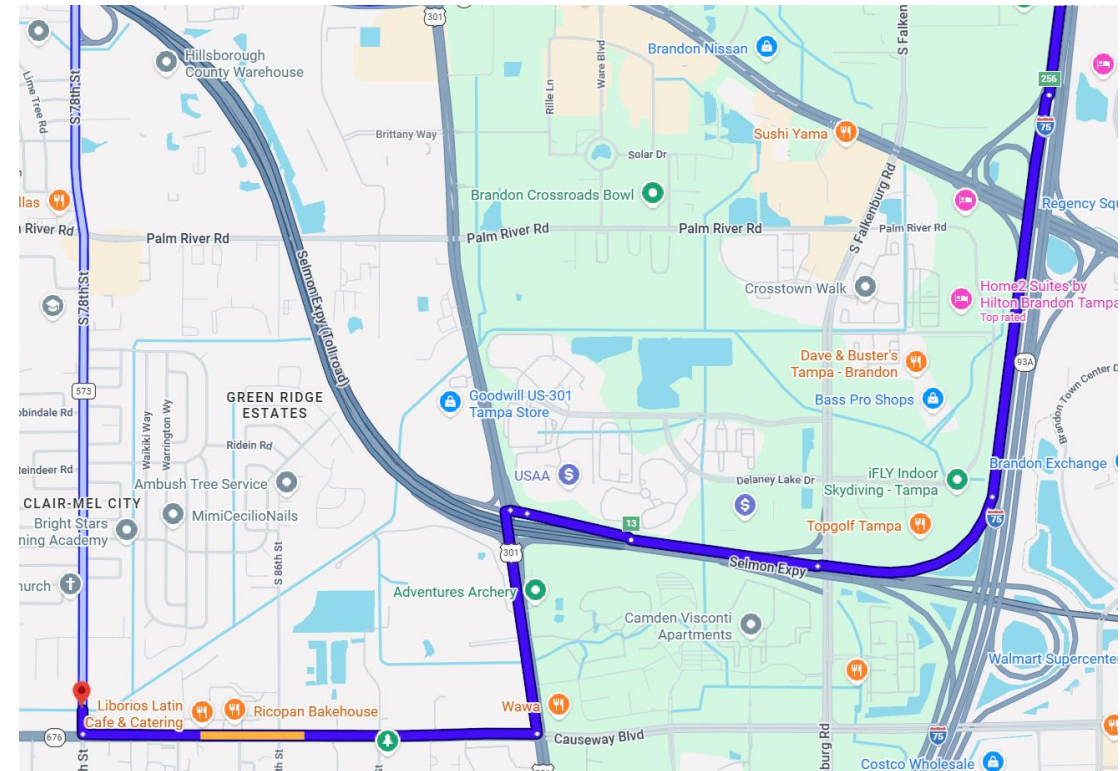 301
Hillsborough
County Warehouse
S 78th St
Lime Tree Rd
Brandon Nissan
S Falken
256
75
Rille Ln
Ware Blvd
Brittany Way
Sushi Yama
Solar Dr
Brandon Crossroads Bowl
llas
River Rd
Palm River Rd
Palm River Rd
Palm River Rd
Palm River Rd
S Falkenburg Rd
Regency Squ
S 78th St
Selmon Expy (Toll road)
Crosstown Walk
Home2 Suites by
Hilton Brandon Tampa
Top rated
573
GREEN RIDGE
ESTATES
Goodwill US-301
Tampa Store
Dave & Buster's
Tampa - Brandon
Bass Pro Shops
93A
Brandon Town Center D
bindale Rd
Waikiki Way
Warrington Wy
Ridein Rd
Reindeer Rd
Ambush Tree Service
USAA
Delaney Lake Dr
iFLY Indoor
Skydiving - Tampa
Brandon Exchange
CLAIR-MEL CITY
Bright Stars
ning Academy
MimiCecilioNails
13
Topgolf Tampa
75
S 86th St
301
Selmon Expy
hurch
Adventures Archery
Camden Visconti
Apartments
Walmart Supercente
Liborios Latin
Cafe & Catering
Ricopan Bakehouse
Wawa
676
Causeway Blvd
burg Rd
75
Costco Wholesale
th St